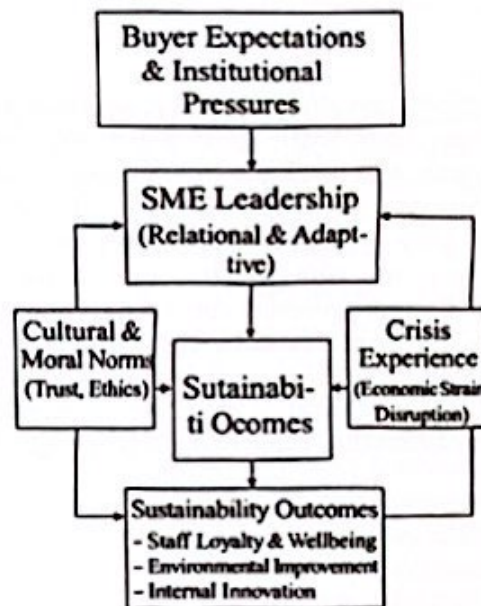 Buyer Expectations
& Institutional
Pressures
SME Leadership
(Relational & Adap-
tive)
Cultural &
Moral Norms
(Trust, Ethics)
Sutainabi-
ti Ocomes
Crisis
Experience
(Economic Strain
Disruption)
Sustainability Outcomes
- Staff Loyalty & Wellbeing
- Environmental Improvement
- Internal Innovation